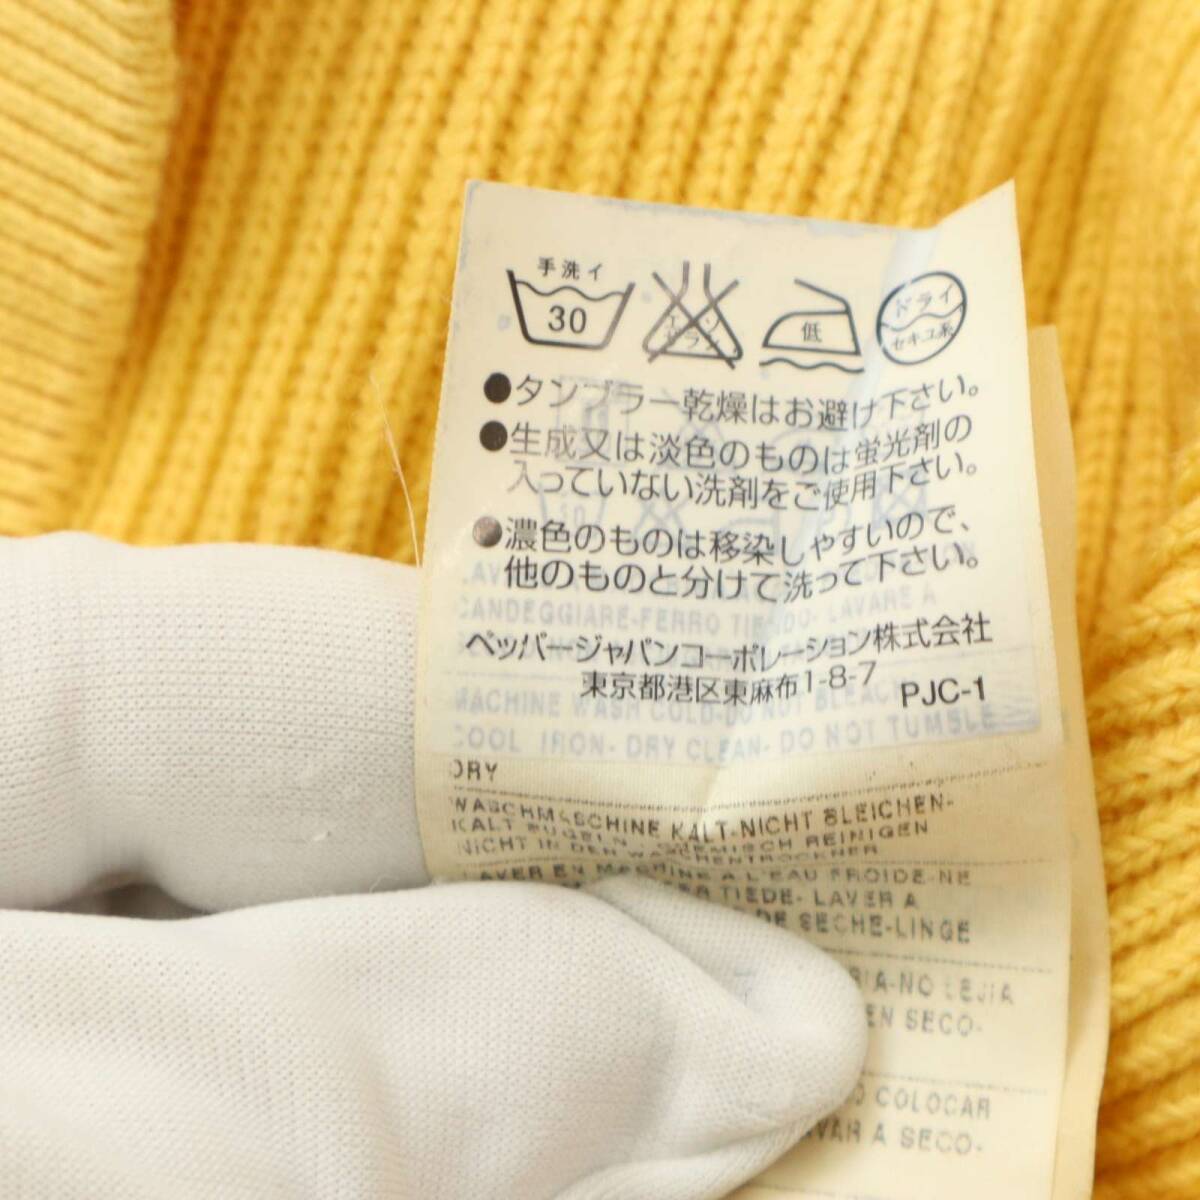 手洗イ
30
エンソ
サラシ
低
ドライ
セキユ系
●タンブラー乾燥はお避け下さい。
●生成又は淡色のものは蛍光剤の
入っていない洗剤をご使用下さい。
●濃色のものは移染しやすいので、
他のものと分けて洗って下さい。
ペッパージャパンコーポレーション株式会社
東京都港区東麻布1-8-7
PJC-1
CANDEGGIARE-FERRO LAVARE A
MACHINE WASH COLD-DO NOT BLEACH
COOL IRON- DRY CLEAN- DO NOT TUMBLE
DRY
WASCHMASCHINE KALT-NICHT BLEICHEN-
KALT BUGELN CHEMISCH REINIGEN
NICHT IN DEN WASCHENTROCKNER
LAVER EN MACHINE A L'EAU FROIDE-NE
TIEDE- LAVER A
DE SECHE-LINGE
-NO LEJIA
EN SECO-
COLOCAR
A SECO-